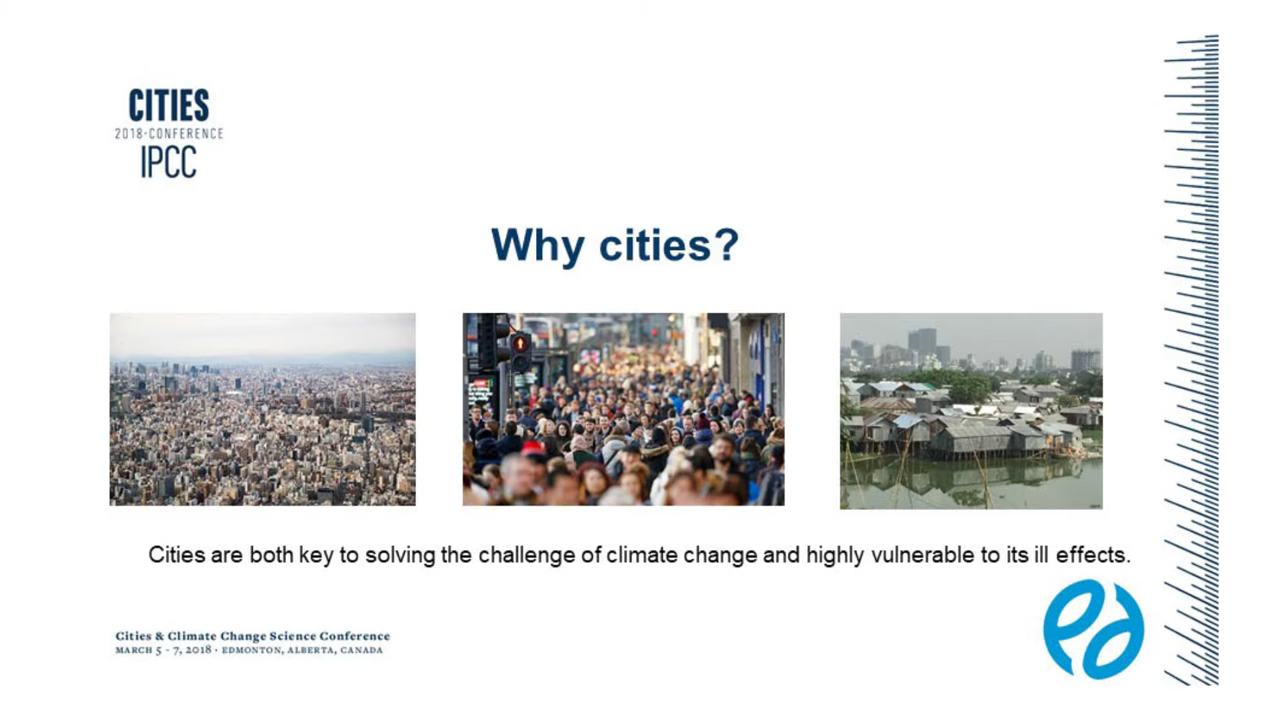 CITIES
2018·CONFERENCE
IPCC
Why cities?
Cities are both key to solving the challenge of climate change and highly vulnerable to its ill effects.
Cities & Climate Change Science Conference
MARCH 5 - 7, 2018 · EDMONTON, ALBERTA, CANADA